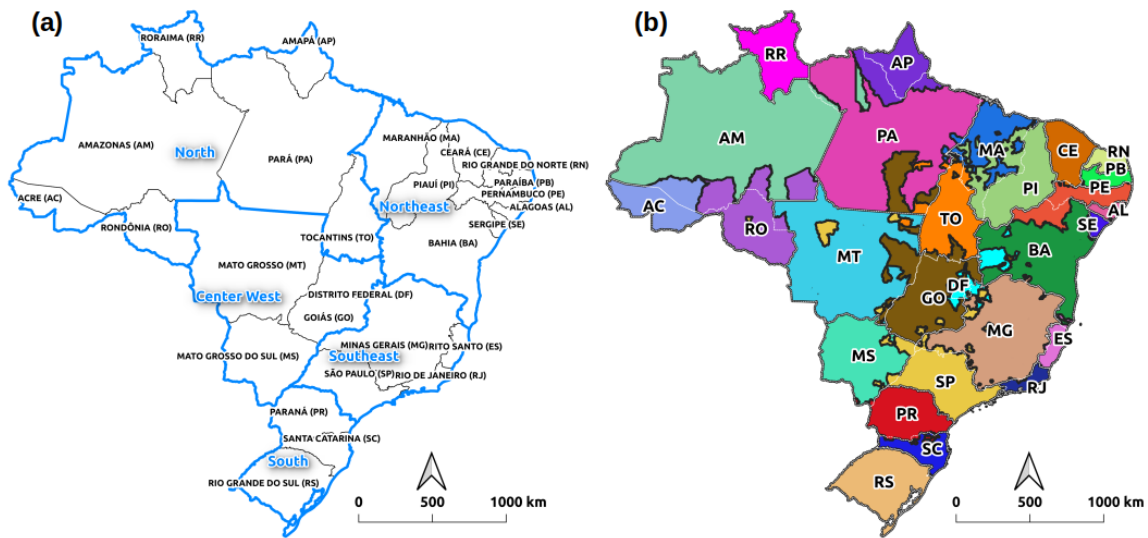 (a)
RORAIMA (RR)
AMAPÁ (AP)
AMAZONAS (AM)
North
PARÁ (PA)
MARANHÃO (MA)
CEARÁ (CE)
RIO GRANDE DO NORTE (RN)
PARAÍBA (PB)
PIAUÍ (PI)
PERNAMBUCO (PE)
Northeast
ALAGOAS (AL)
ACRE (AC)
SERGIPE (SE)
RONDÔNIA (RO)
TOCANTINS (TO)
BAHIA (BA)
MATO GROSSO (MT)
Center West
DISTRITO FEDERAL (DF)
GOIÁS (GO)
MINAS GERAIS (MG)
RITO SANTO (ES)
MATO GROSSO DO SUL (MS)
Southeast
SÃO PAULO (SP)
RIO DE JANEIRO (RJ)
PARANÁ (PR)
SANTA CATARINA (SC)
South
RIO GRANDE DO SUL (RS)
0 500 1000 km
(b)
RR
AP
AM
PA
MA
CE
RN
PB
PI
PE
AC
AL
RO
TO
SE
MT
BA
DF
GO
MG
ES
MS
SP
RJ
PR
SC
RS
0 500 1000 km